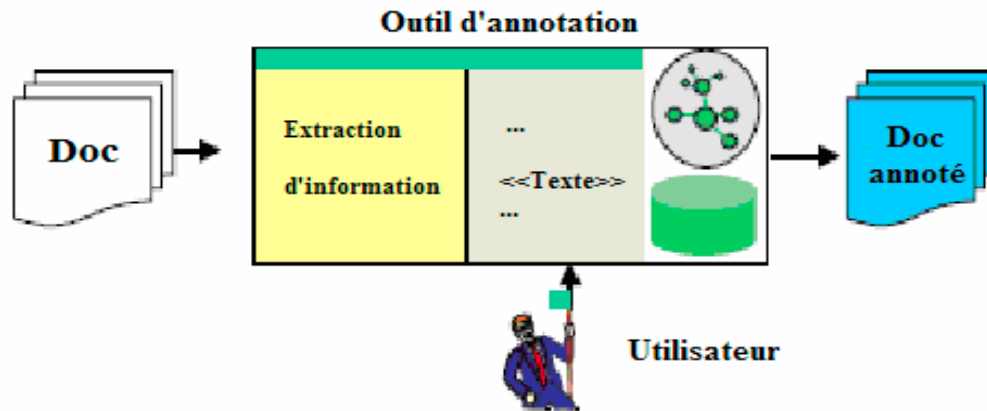 Outil d'annotation
Doc
Extraction
d'information
...
<<Texte>>
...
Doc
annoté
Utilisateur